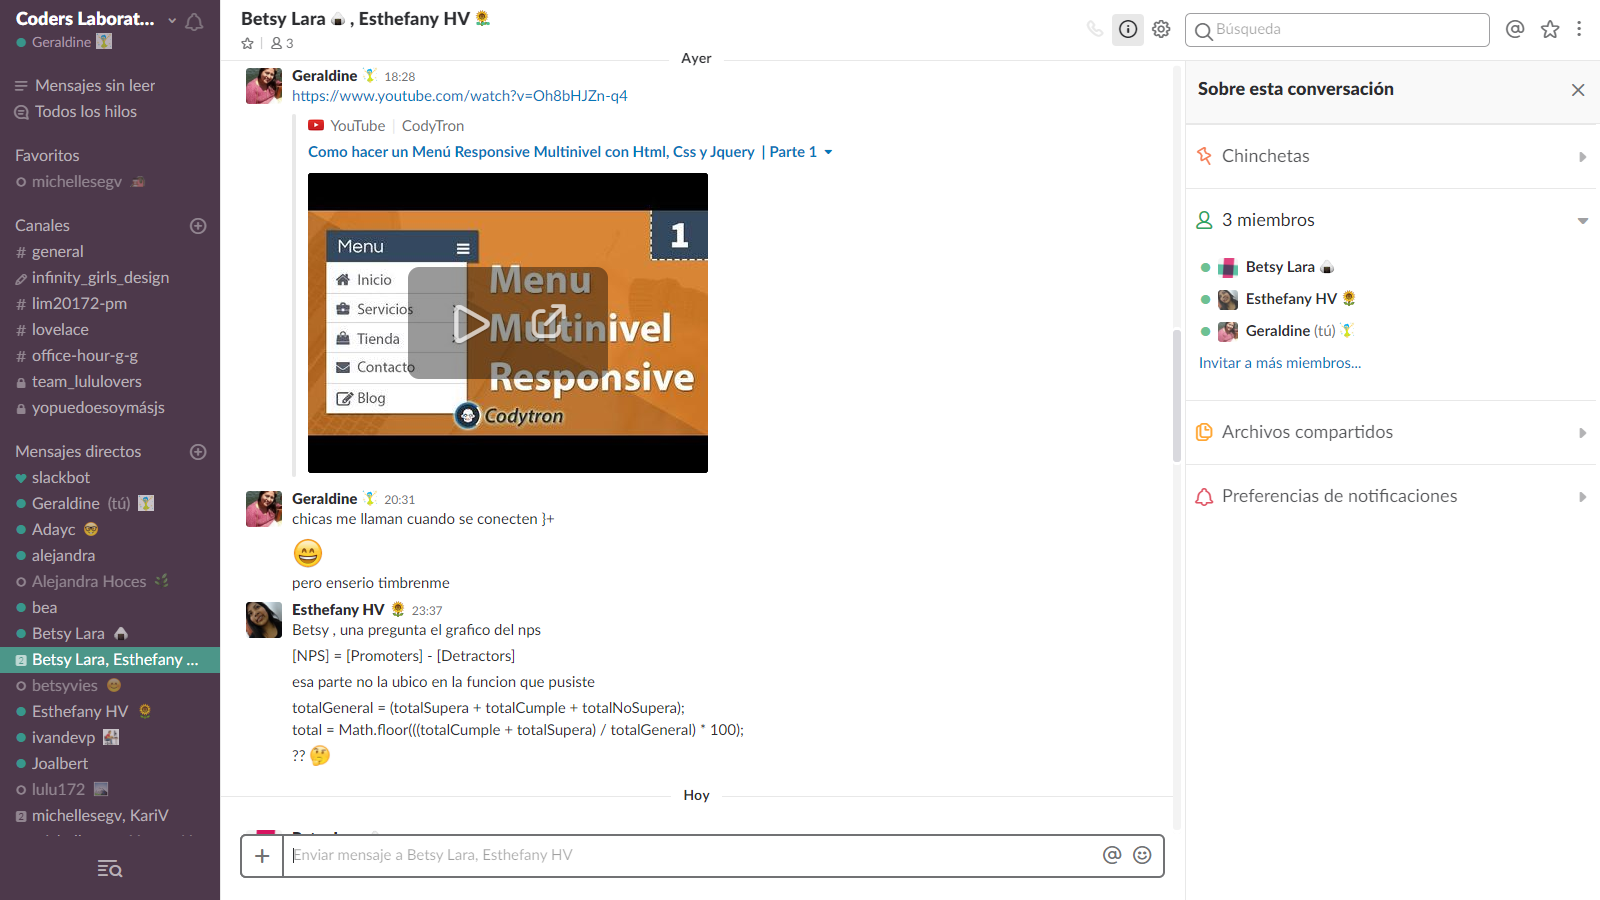 Coders Laborat...
Geraldine
Mensajes sin leer
Todos los hilos
Favoritos
michellesegv
Canales
# general
infinity_girls_design
# lim20172-pm
# lovelace
# office-hour-g-g
team_lululovers
yopuedoesoymásjs
Mensajes directos
slackbot
Geraldine (tú)
Adayc
alejandra
Alejandra Hoces
bea
Betsy Lara
2 Betsy Lara, Esthefany ...
betsyvies
Esthefany HV
ivandevp
Joalbert
lulu172
2 michellesegv, KariV
Betsy Lara , Esthefany HV
3
Búsqueda
Ayer
Geraldine 18:28
https://www.youtube.com/watch?v=Oh8bHJZn-q4
YouTube CodyTron
Como hacer un Menú Responsive Multinivel con Html, Css y Jquery | Parte 1
1
Menu
Inicio
Servicios
Tienda
Contacto
Blog
Menu
Multinivel
Responsive
Codytron
Geraldine 20:31
chicas me llaman cuando se conecten }+
pero enserio timbrenme
Esthefany HV 23:37
Betsy , una pregunta el grafico del nps
[NPS] = [Promoters] - [Detractors]
esa parte no la ubico en la funcion que pusiste
totalGeneral = (totalSupera + totalCumple + totalNoSupera);
total = Math.floor(((totalCumple + totalSupera) / totalGeneral) * 100);
??
Hoy
Enviar mensaje a Betsy Lara, Esthefany HV
Sobre esta conversación
Chinchetas
3 miembros
Betsy Lara
Esthefany HV
Geraldine (tú)
Invitar a más miembros...
Archivos compartidos
Preferencias de notificaciones